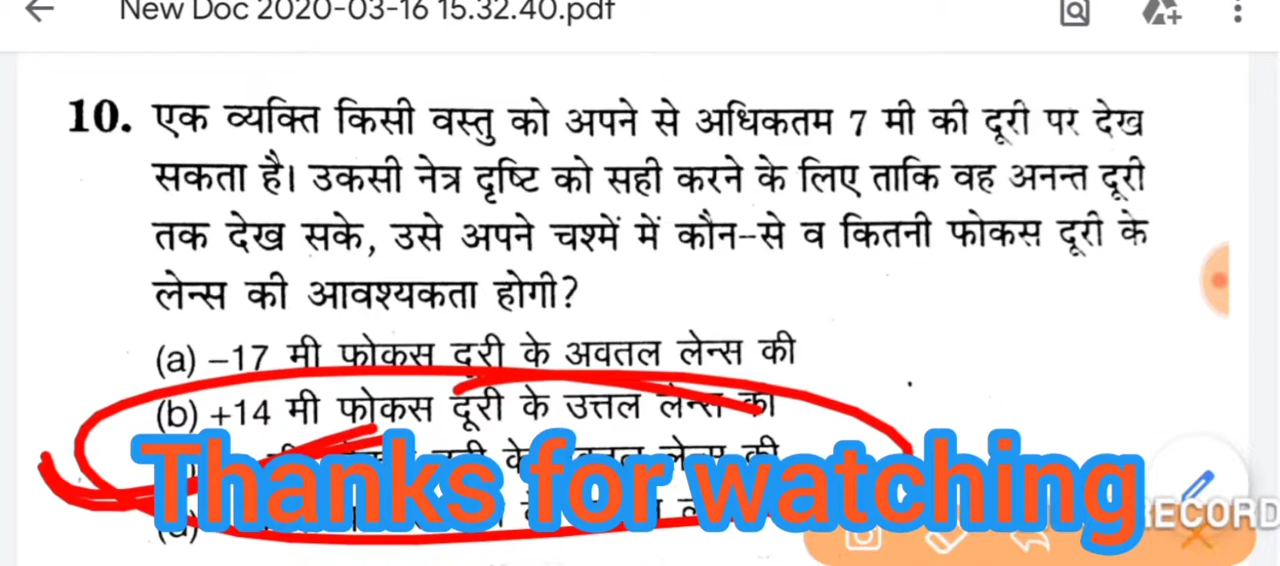 New Doc 2020-03-16 15.32.40.pdf
10. एक व्यक्ति किसी वस्तु को अपने से अधिकतम 7 मी की दूरी पर देख
सकता है। उकसी नेत्र दृष्टि को सही करने के लिए ताकि वह अनन्त दूरी
तक देख सके, उसे अपने चश्में में कौन-से व कितनी फोकस दूरी के
लेन्स की आवश्यकता होगी?
(a) –17 मी फोकस दूरी के अवतल लेन्स की
(b) +14 मी फोकस दूरी के उत्तल लेन्स की
के लेन्स की
Thanks for watching
RECORD
(d)